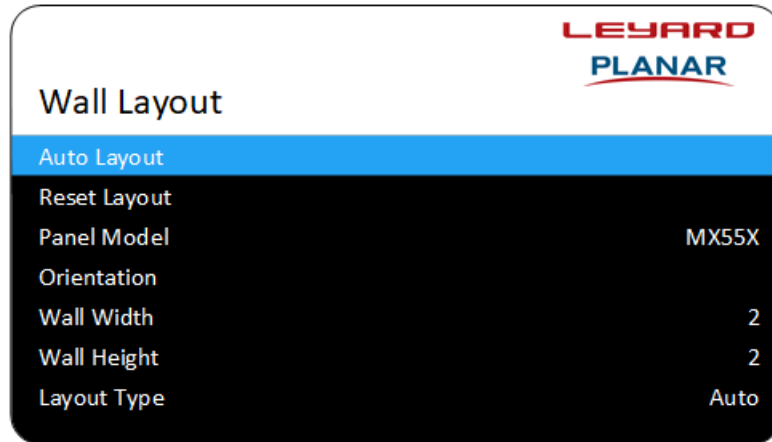 LEYARD
PLANAR
Wall Layout
Auto Layout
Reset Layout
Panel Model MX55X
Orientation
Wall Width 2
Wall Height 2
Layout Type Auto